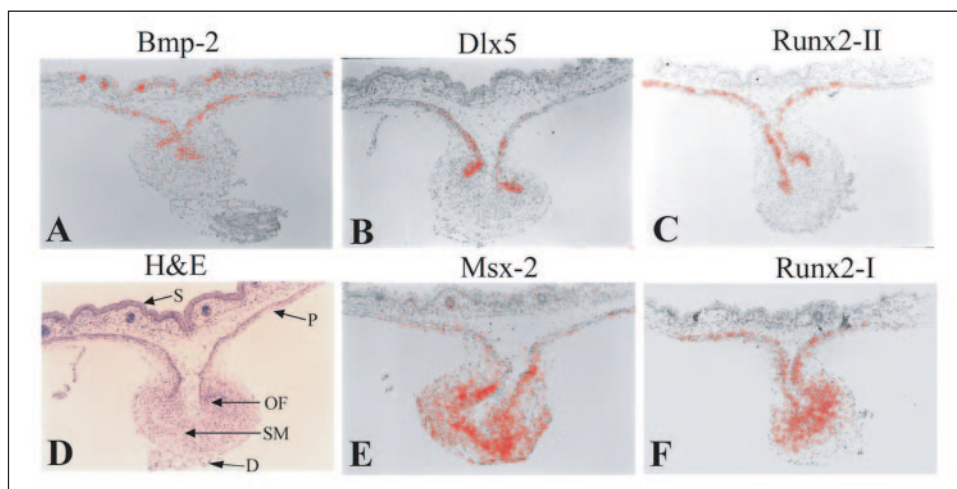 Bmp-2 Dlx5 Runx2-II
A B C
H&E Msx-2 Runx2-I
S
P
OF
SM
D D E F